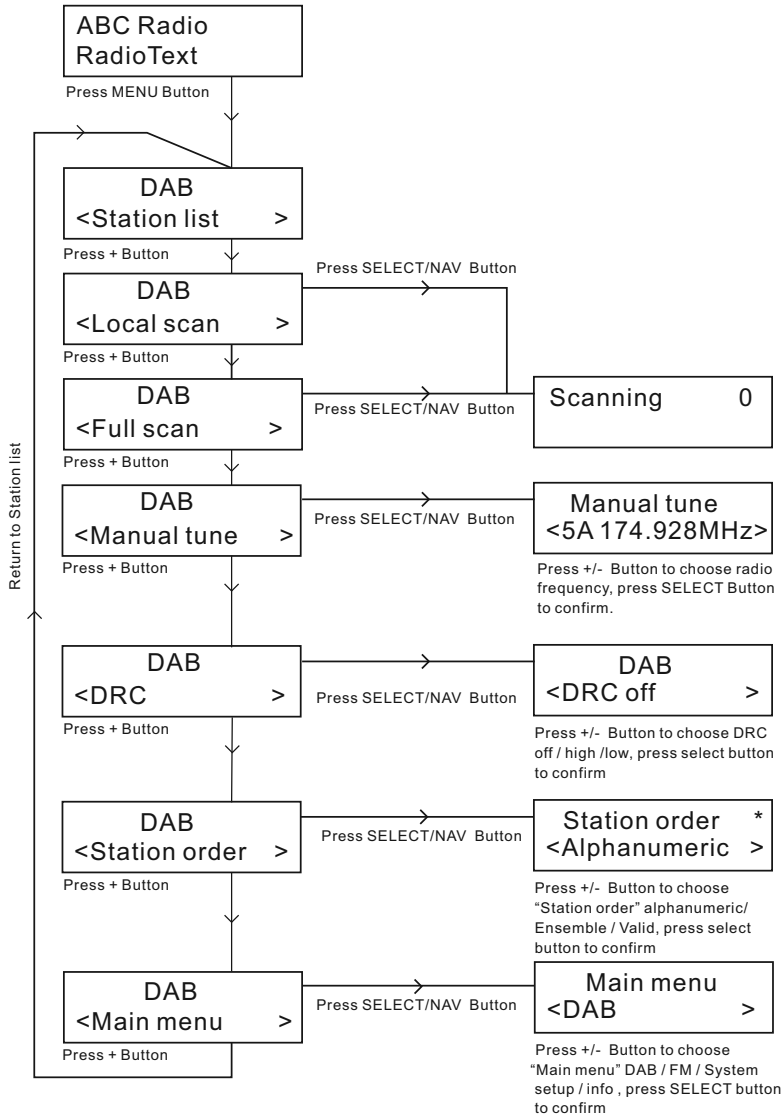 ABC Radio
RadioText
Press MENU Button
DAB
<Station list >
Press + Button
DAB
<Local scan >
Press SELECT/NAV Button
Press + Button
DAB
<Full scan >
Press SELECT/NAV Button
Scanning 0
Press + Button
DAB
<Manual tune >
Press SELECT/NAV Button
Manual tune
<5A 174.928MHz>
Press + Button
Press +/- Button to choose radio
frequency, press SELECT Button
to confirm.
Return to Station list
DAB
<DRC >
Press SELECT/NAV Button
DAB
<DRC off >
Press + Button
Press +/- Button to choose DRC
off / high /low, press select button
to confirm
DAB
<Station order >
Press SELECT/NAV Button
Station order *
<Alphanumeric >
Press + Button
Press +/- Button to choose
“Station order” alphanumeric/
Ensemble / Valid, press select
button to confirm
DAB
<Main menu >
Press SELECT/NAV Button
Main menu
<DAB >
Press + Button
Press +/- Button to choose
“Main menu” DAB / FM / System
setup / info , press SELECT button
to confirm